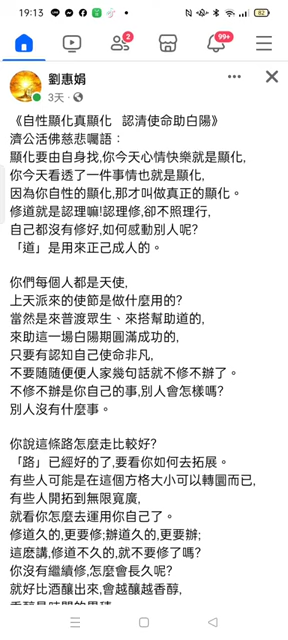 19:13
82
2
99+
劉惠娟
3天
《自性顯化真顯化 認清使命助白陽》
濟公活佛慈悲囑語：
顯化要由自身找,你今天心情快樂就是顯化,
你今天看透了一件事情也就是顯化,
因為你自性的顯化,那才叫做真正的顯化。
修道就是認理嘛!認理修,卻不照理行,
自己都沒有修好,如何感動別人呢?
「道」是用來正己成人的。
你們每個人都是天使,
上天派來的使節是做什麼用的?
當然是來普渡眾生、來搭幫助道的,
來助這一場白陽期圓滿成功的,
只要有認知自己使命非凡,
不要隨隨便便人家幾句話就不修不辦了。
不修不辦是你自己的事,別人會怎樣嗎?
別人沒有什麼事。
你說這條路怎麼走比較好?
「路」已經好的了,要看你如何去拓展。
有些人可能是在這個方格大小可以轉圜而已,
有些人開拓到無限寬廣,
就看你怎麼去運用你自己了。
修道久的,更要修;辦道久的,更要辦;
這麼講,修道不久的,就不要修了嗎?
你沒有繼續修,怎麼會長久呢?
就好比酒釀出來,會越釀越香醇,